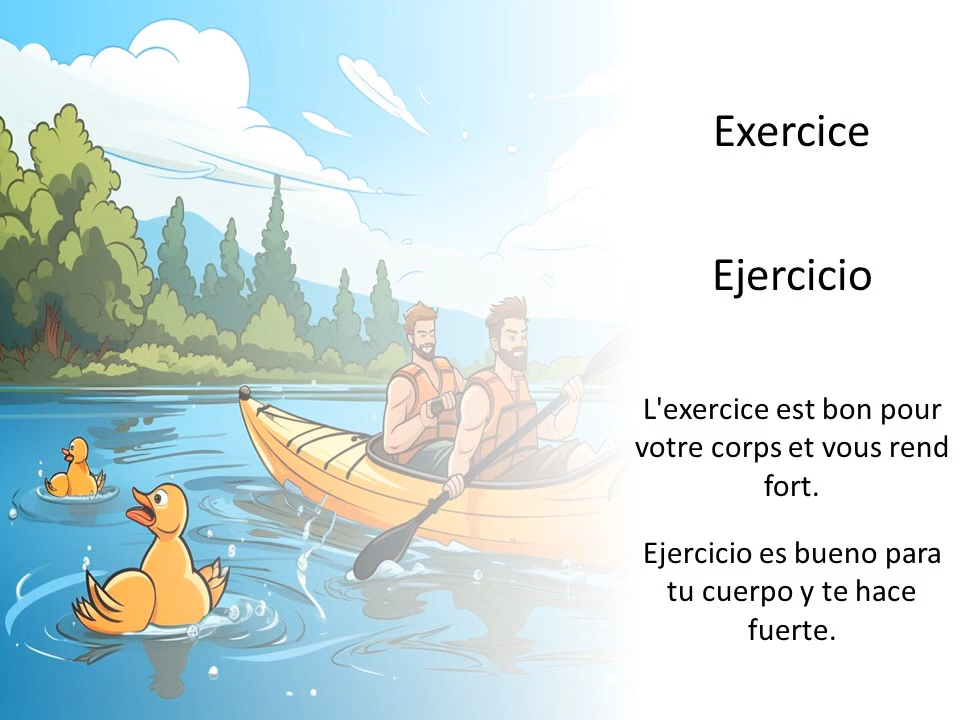 Exercice
Ejercicio
L'exercice est bon pour
votre corps et vous rend
fort.
Ejercicio es bueno para
tu cuerpo y te hace
fuerte.